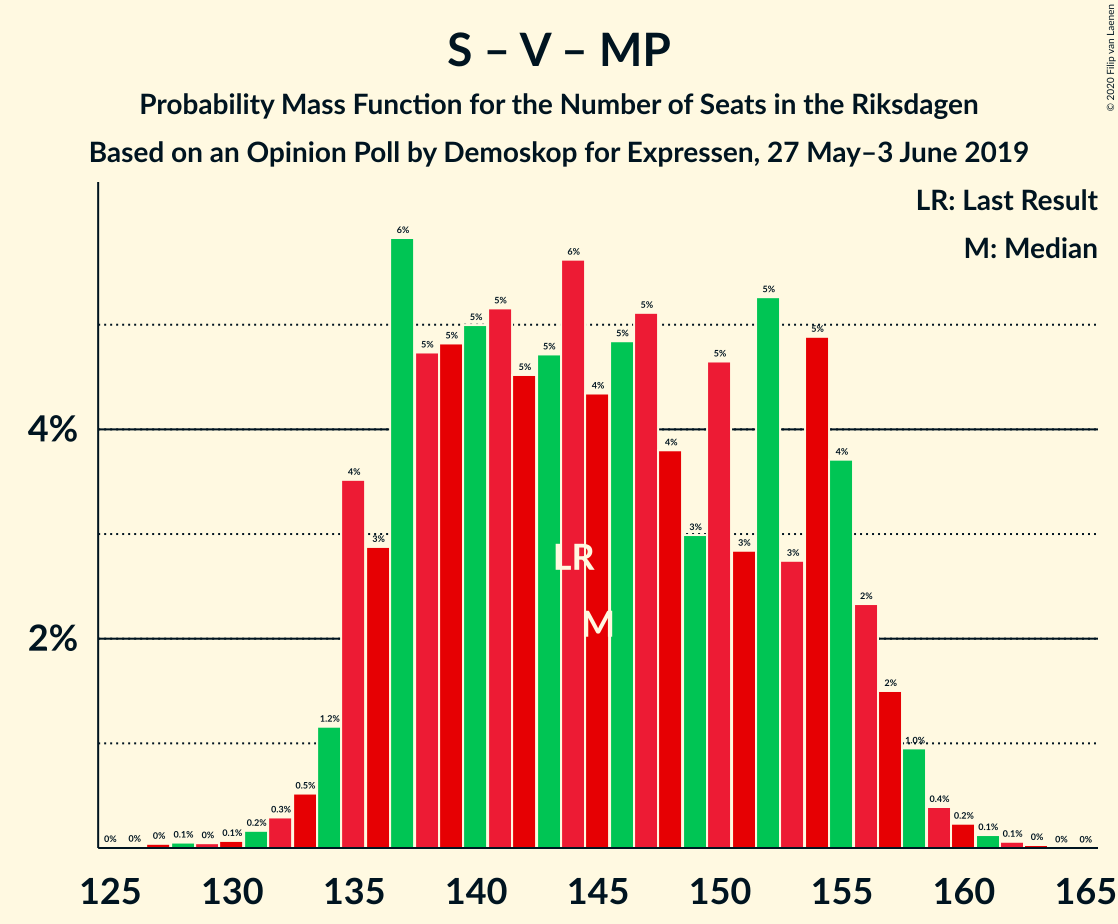 S – V – MP
Probability Mass Function for the Number of Seats in the Riksdagen
Based on an Opinion Poll by Demoskop for Expressen, 27 May–3 June 2019
© 2020 Filip van Laenen
LR: Last Result
M: Median
4%
2%
0% 0% 0% 0.1% 0% 0.1% 0.2% 0.3% 0.5% 1.2% 4% 3% 6% 5% 5% 5% 5% 5% 5% 6% 4% 5% 5% 4% 3% 5% 3% 5% 3% 5% 4% 2% 2% 1.0% 0.4% 0.2% 0.1% 0.1% 0% 0% 0%
LR
M
125 130 135 140 145 150 155 160 165